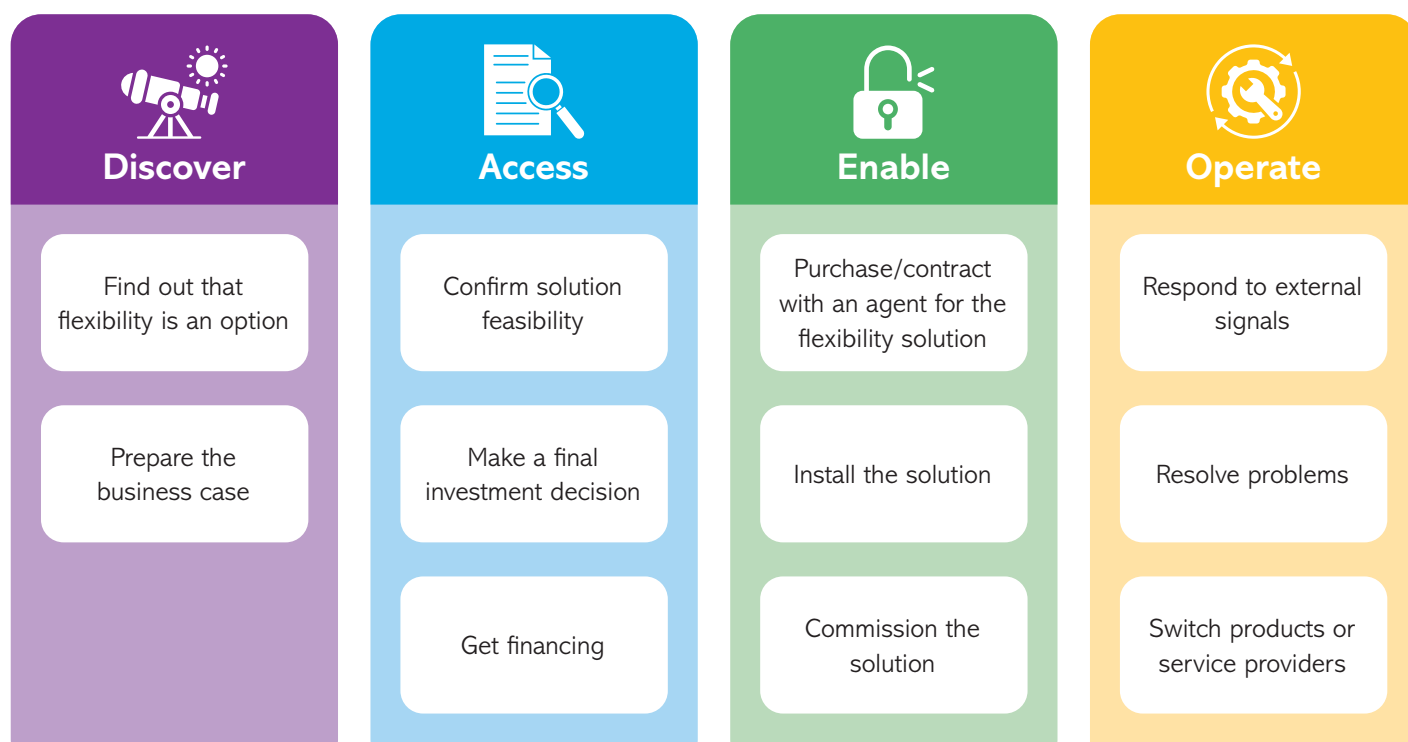 Discover
Find out that
flexibility is an option
Prepare the
business case
Access
Confirm solution
feasibility
Make a final
investment decision
Get financing
Enable
Purchase/contract
with an agent for the
flexibility solution
Install the solution
Commission the
solution
Operate
Respond to external
signals
Resolve problems
Switch products or
service providers